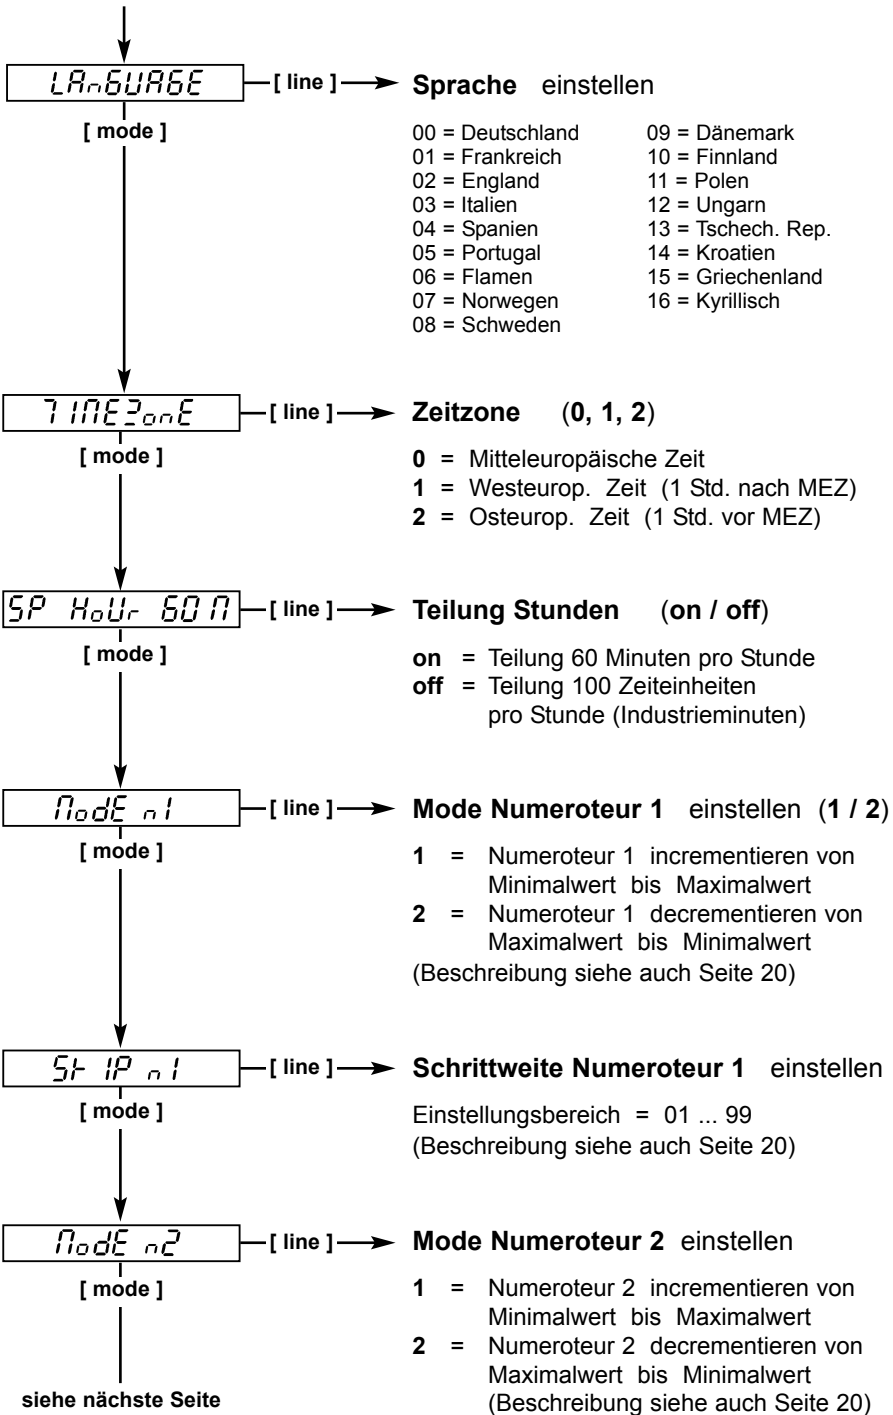 LAnGUAGE [ line ] Sprache einstellen
[ mode ]
00 = Deutschland 09 = Dänemark
01 = Frankreich 10 = Finnland
02 = England 11 = Polen
03 = Italien 12 = Ungarn
04 = Spanien 13 = Tschech. Rep.
05 = Portugal 14 = Kroatien
06 = Flamen 15 = Griechenland
07 = Norwegen 16 = Kyrillisch
08 = Schweden
TIMEZonE [ line ] Zeitzone (0, 1, 2)
[ mode ]
0 = Mitteleuropäische Zeit
1 = Westeurop. Zeit (1 Std. nach MEZ)
2 = Osteurop. Zeit (1 Std. vor MEZ)
SP HoUr 60 M [ line ] Teilung Stunden (on / off)
[ mode ]
on = Teilung 60 Minuten pro Stunde
off = Teilung 100 Zeiteinheiten
pro Stunde (Industrieminuten)
ModE n1 [ line ] Mode Numeroteur 1 einstellen (1 / 2)
[ mode ]
1 = Numeroteur 1 incrementieren von
Minimalwert bis Maximalwert
2 = Numeroteur 1 decrementieren von
Maximalwert bis Minimalwert
(Beschreibung siehe auch Seite 20)
SkIP n1 [ line ] Schrittweite Numeroteur 1 einstellen
[ mode ]
Einstellungsbereich = 01 ... 99
(Beschreibung siehe auch Seite 20)
ModE n2 [ line ] Mode Numeroteur 2 einstellen
[ mode ]
1 = Numeroteur 2 incrementieren von
Minimalwert bis Maximalwert
2 = Numeroteur 2 decrementieren von
Maximalwert bis Minimalwert
siehe nächste Seite (Beschreibung siehe auch Seite 20)